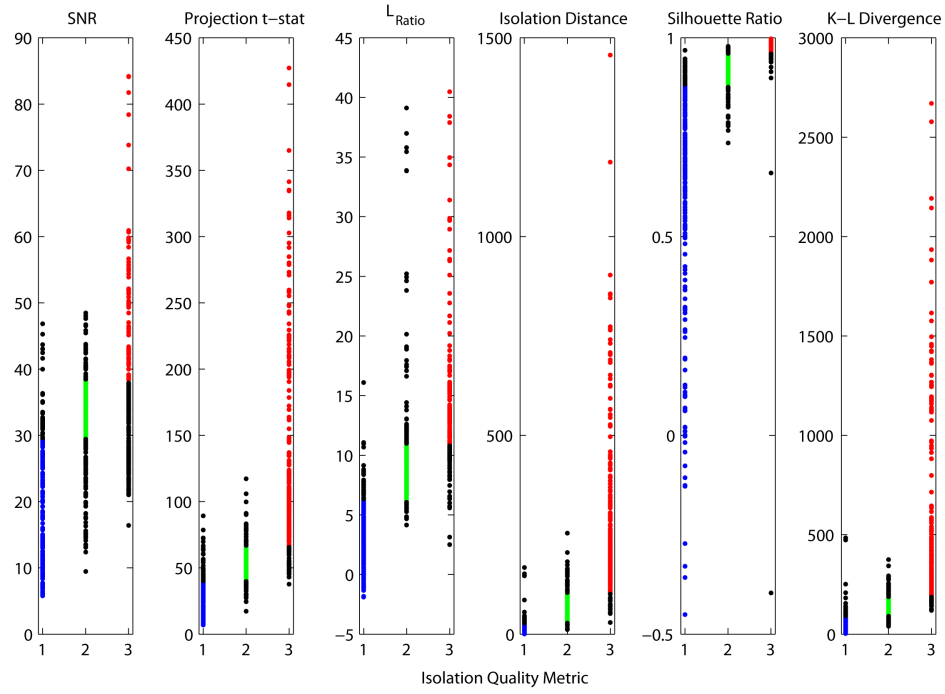 SNR Projection t−stat L_Ratio Isolation Distance Silhouette Ratio K−L Divergence
90 450 45 1500 1 3000
80 400 40 2500
70 350 35
60 300 30 1000 0.5 2000
50 250 25
40 200 20 1500
30 150 15 500 0 1000
20 100 10
10 50 5 500
0
0 0 −5 0 −0.5 0
1 2 3 1 2 3 1 2 3 1 2 3 1 2 3 1 2 3
Isolation Quality Metric